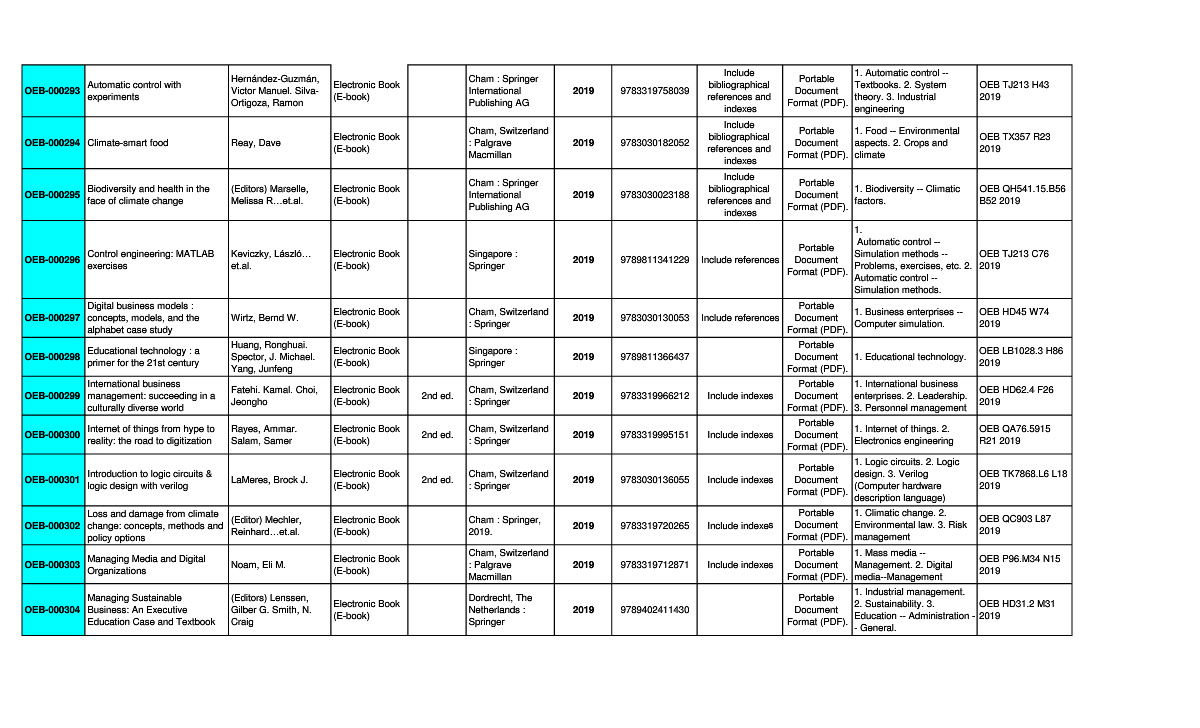 OEB-000293
Automatic control with
experiments
Hernández-Guzmán,
Victor Manuel. Silva-
Ortigoza, Ramon
Electronic Book
(E-book)
Cham : Springer
International
Publishing AG
2019
9783319758039
Include
bibliographical
references and
indexes
Portable
Document
Format (PDF).
1. Automatic control --
Textbooks. 2. System
theory. 3. Industrial
engineering
OEB TJ213 H43
2019
OEB-000294
Climate-smart food
Reay, Dave
Electronic Book
(E-book)
Cham, Switzerland
: Palgrave
Macmillan
2019
9783030182052
Include
bibliographical
references and
indexes
Portable
Document
Format (PDF).
1. Food -- Environmental
aspects. 2. Crops and
climate
OEB TX357 R23
2019
OEB-000295
Biodiversity and health in the
face of climate change
(Editors) Marselle,
Melissa R...et.al.
Electronic Book
(E-book)
Cham : Springer
International
Publishing AG
2019
9783030023188
Include
bibliographical
references and
indexes
Portable
Document
Format (PDF).
1. Biodiversity -- Climatic
factors.
OEB QH541.15.B56
B52 2019
OEB-000296
Control engineering: MATLAB
exercises
Keviczky, László...
et.al.
Electronic Book
(E-book)
Singapore :
Springer
2019
9789811341229
Include references
Portable
Document
Format (PDF).
1.
Automatic control --
Simulation methods --
Problems, exercises, etc. 2.
Automatic control --
Simulation methods.
OEB TJ213 C76
2019
OEB-000297
Digital business models :
concepts, models, and the
alphabet case study
Wirtz, Bernd W.
Electronic Book
(E-book)
Cham, Switzerland
: Springer
2019
9783030130053
Include references
Portable
Document
Format (PDF).
1. Business enterprises --
Computer simulation.
OEB HD45 W74
2019
OEB-000298
Educational technology : a
primer for the 21st century
Huang, Ronghuai.
Spector, J. Michael.
Yang, Junfeng
Electronic Book
(E-book)
Singapore :
Springer
2019
9789811366437
Portable
Document
Format (PDF).
1. Educational technology.
OEB LB1028.3 H86
2019
OEB-000299
International business
management: succeeding in a
culturally diverse world
Fatehi. Kamal. Choi,
Jeongho
Electronic Book
(E-book)
2nd ed.
Cham, Switzerland
: Springer
2019
9783319966212
Include indexes
Portable
Document
Format (PDF).
1. International business
enterprises. 2. Leadership.
3. Personnel management
OEB HD62.4 F26
2019
OEB-000300
Internet of things from hype to
reality: the road to digitization
Rayes, Ammar.
Salam, Samer
Electronic Book
(E-book)
2nd ed.
Cham, Switzerland
: Springer
2019
9783319995151
Include indexes
Portable
Document
Format (PDF).
1. Internet of things. 2.
Electronics engineering
OEB QA76.5915
R21 2019
OEB-000301
Introduction to logic circuits &
logic design with verilog
LaMeres, Brock J.
Electronic Book
(E-book)
2nd ed.
Cham, Switzerland
: Springer
2019
9783030136055
Include indexes
Portable
Document
Format (PDF).
1. Logic circuits. 2. Logic
design. 3. Verilog
(Computer hardware
description language)
OEB TK7868.L6 L18
2019
OEB-000302
Loss and damage from climate
change: concepts, methods and
policy options
(Editor) Mechler,
Reinhard...et.al.
Electronic Book
(E-book)
Cham : Springer,
2019.
2019
9783319720265
Include indexes
Portable
Document
Format (PDF).
1. Climatic change. 2.
Environmental law. 3. Risk
management
OEB QC903 L87
2019
OEB-000303
Managing Media and Digital
Organizations
Noam, Eli M.
Electronic Book
(E-book)
Cham, Switzerland
: Palgrave
Macmillan
2019
9783319712871
Include indexes
Portable
Document
Format (PDF).
1. Mass media --
Management. 2. Digital
media--Management
OEB P96.M34 N15
2019
OEB-000304
Managing Sustainable
Business: An Executive
Education Case and Textbook
(Editors) Lenssen,
Gilber G. Smith, N.
Craig
Electronic Book
(E-book)
Dordrecht, The
Netherlands :
Springer
2019
9789402411430
Portable
Document
Format (PDF).
1. Industrial management.
2. Sustainability. 3.
Education -- Administration -
- General.
OEB HD31.2 M31
2019